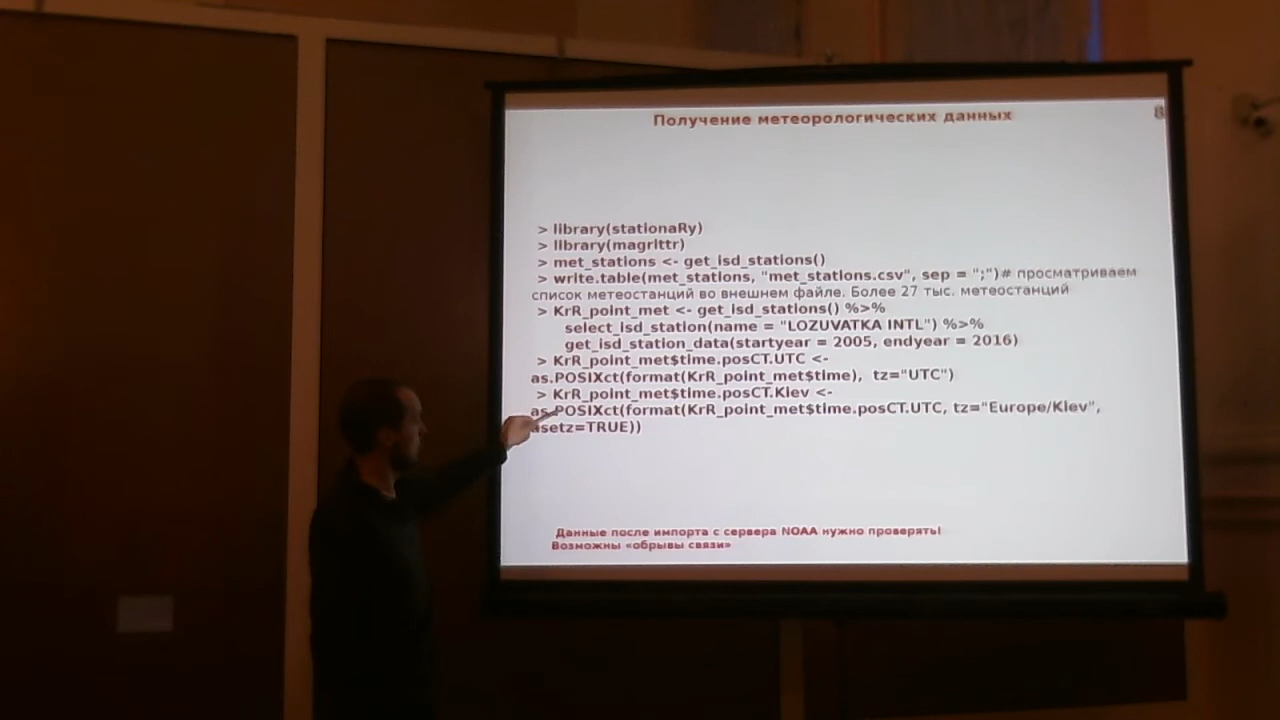 Получение метеорологических данных
8
> library(stationaRy)
> library(magrittr)
> met_stations <- get_isd_stations()
> write.table(met_stations, "met_stations.csv", sep = ";")# просматриваем
список метеостанций во внешнем файле. Более 27 тыс. метеостанций
> KrR_point_met <- get_isd_stations() %>%
select_isd_station(name = "LOZUVATKA INTL") %>%
get_isd_station_data(startyear = 2005, endyear = 2016)
> KrR_point_met$time.posCT.UTC <-
as.POSIXct(format(KrR_point_met$time), tz="UTC")
> KrR_point_met$time.posCT.Kiev <-
as.POSIXct(format(KrR_point_met$time.posCT.UTC, tz="Europe/Kiev",
usetz=TRUE))
Данные после импорта с сервера NOAA нужно проверять!
Возможны «обрывы связи»